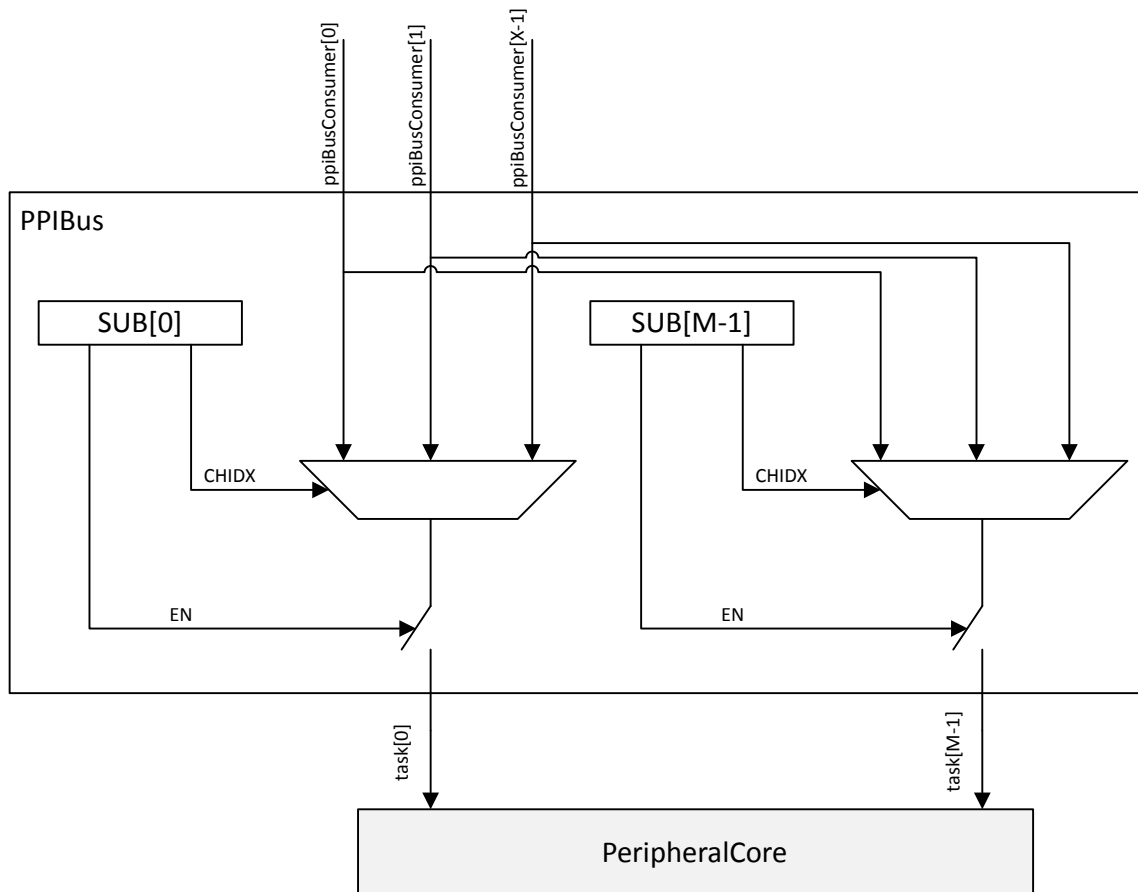 ppiBusConsumer[0]
ppiBusConsumer[1]
ppiBusConsumer[X-1]
PPIBus
SUB[0]
SUB[M-1]
CHIDX
CHIDX
EN
EN
task[0]
task[M-1]
PeripheralCore